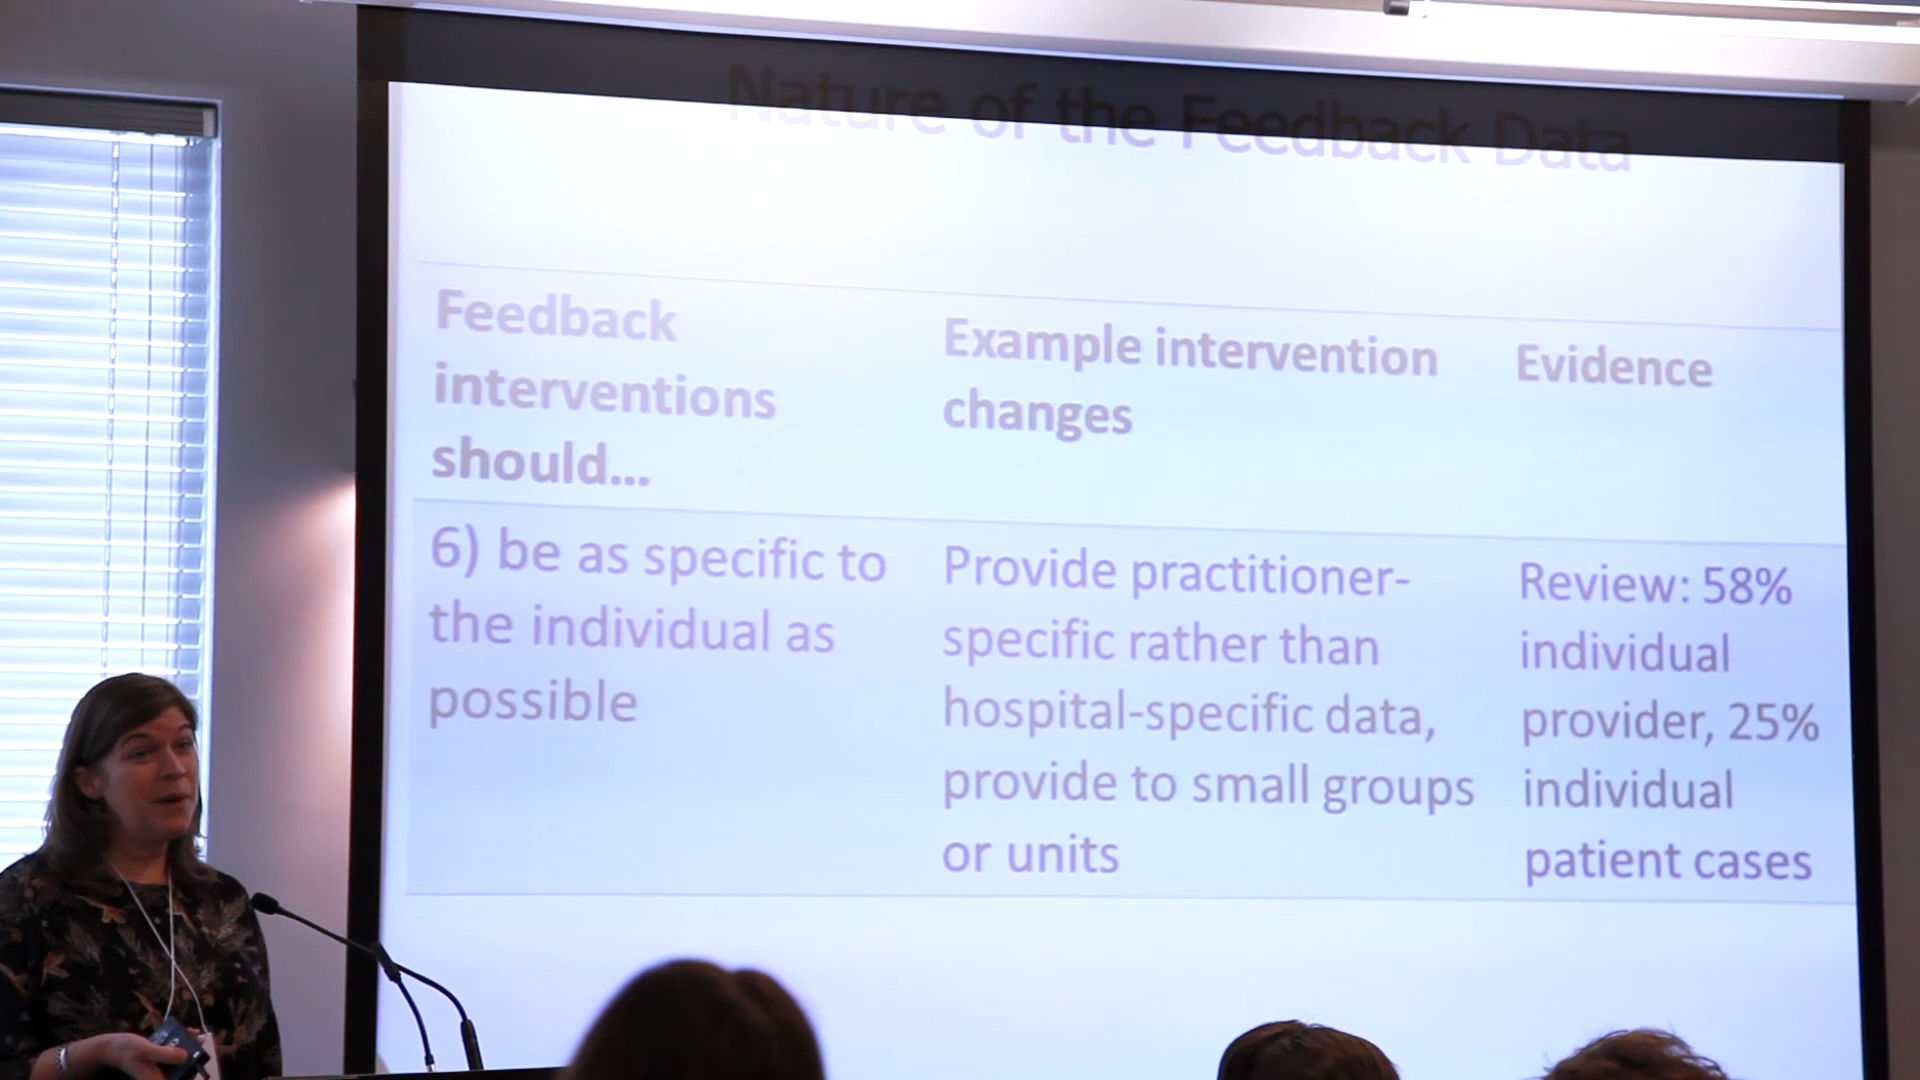 Nature of the Feedback Data
Feedback
interventions
should...
Example intervention
changes
Evidence
6) be as specific to
the individual as
possible
Provide practitioner-
specific rather than
hospital-specific data,
provide to small groups
or units
Review: 58%
individual
provider, 25%
individual
patient cases